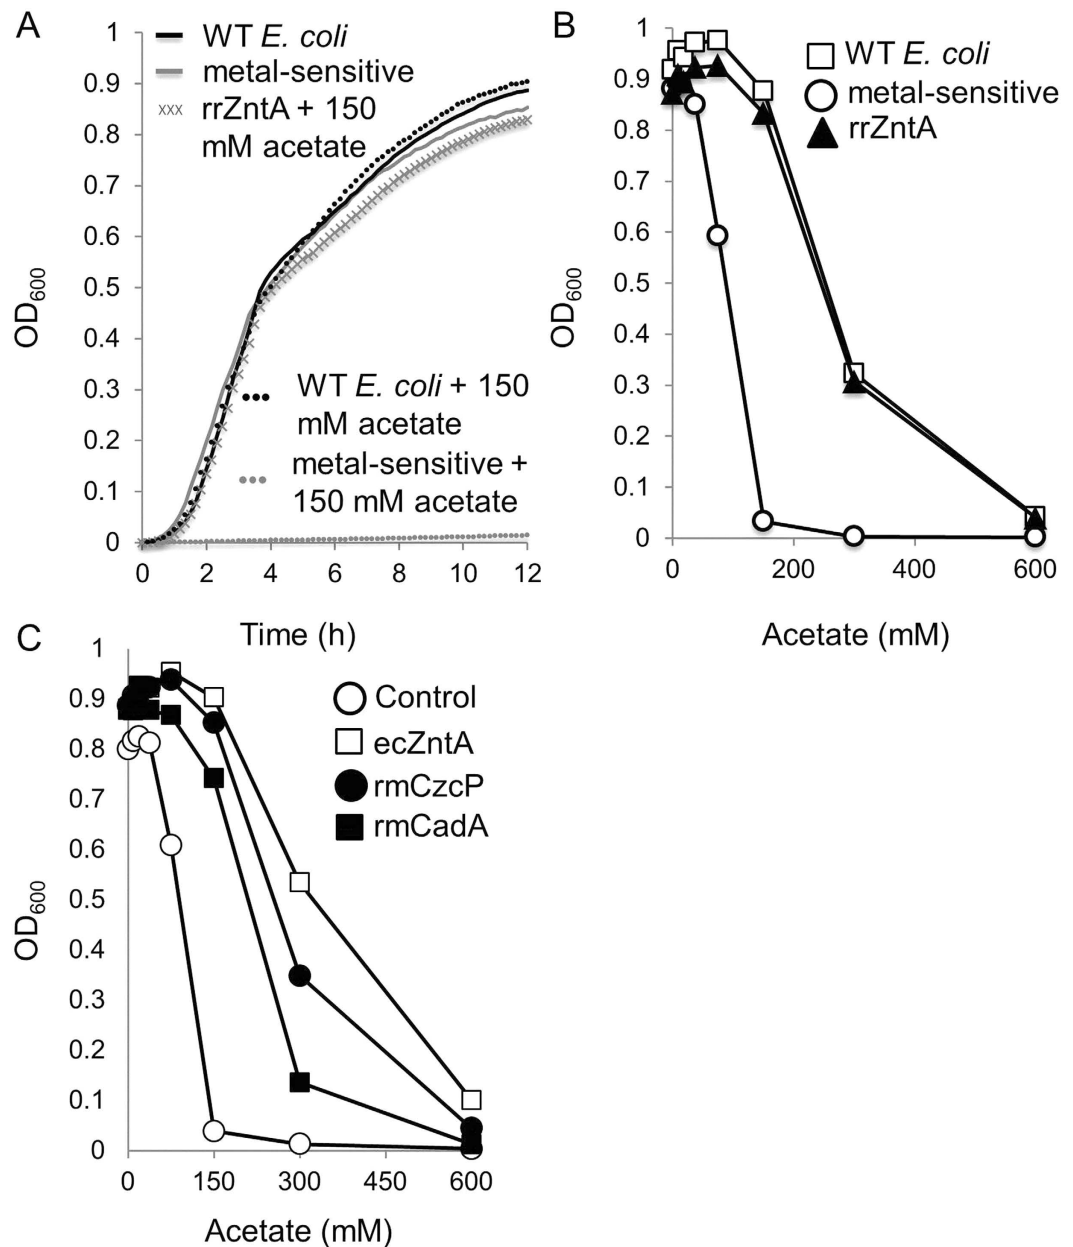 A
WT E. coli
metal-sensitive
xxx rrZntA + 150
mM acetate
1
0.9
0.8
0.7
0.6
0.5
0.4
0.3
0.2
0.1
0
OD600
WT E. coli + 150
mM acetate
metal-sensitive +
150 mM acetate
0 2 4 6 8 10 12
Time (h)
B
WT E. coli
metal-sensitive
rrZntA
1
0.9
0.8
0.7
0.6
0.5
0.4
0.3
0.2
0.1
0
OD600
0 200 400 600
Acetate (mM)
C
Control
ecZntA
rmCzcP
rmCadA
1
0.9
0.8
0.7
0.6
0.5
0.4
0.3
0.2
0.1
0
OD600
0 150 300 450 600
Acetate (mM)